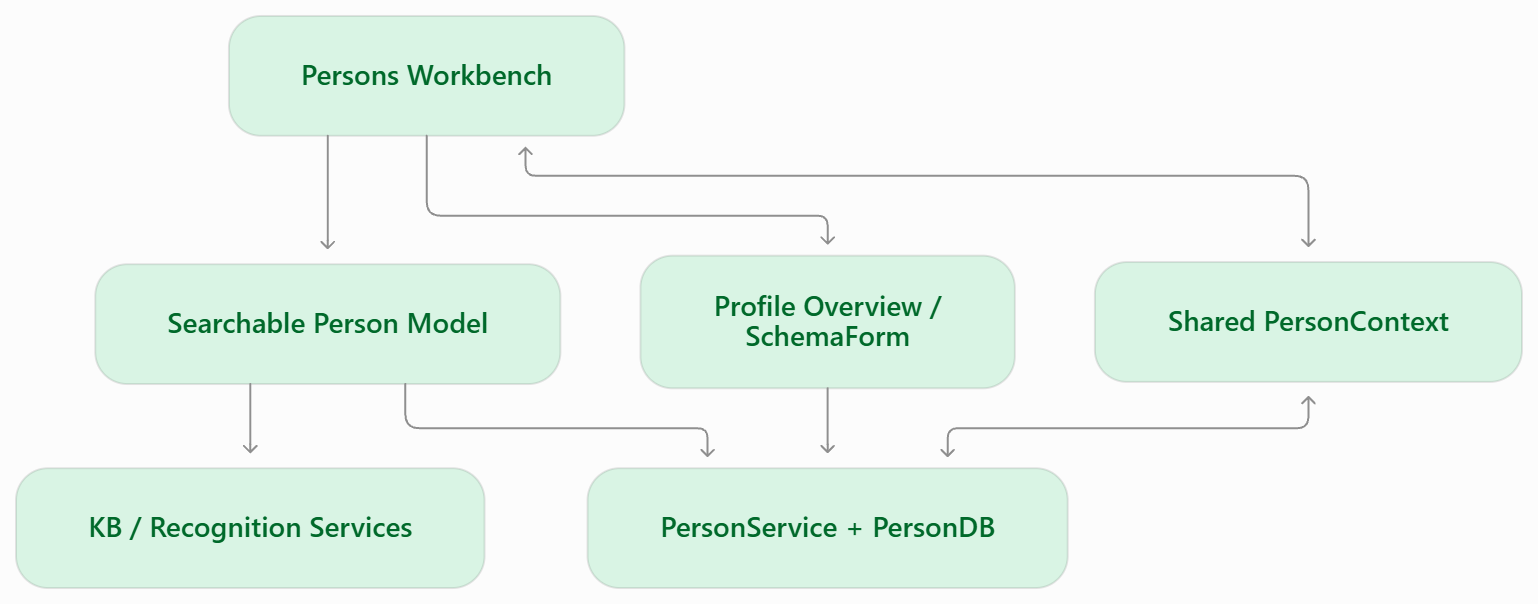 Persons Workbench
Searchable Person Model
Profile Overview /
SchemaForm
Shared PersonContext
KB / Recognition Services
PersonService + PersonDB